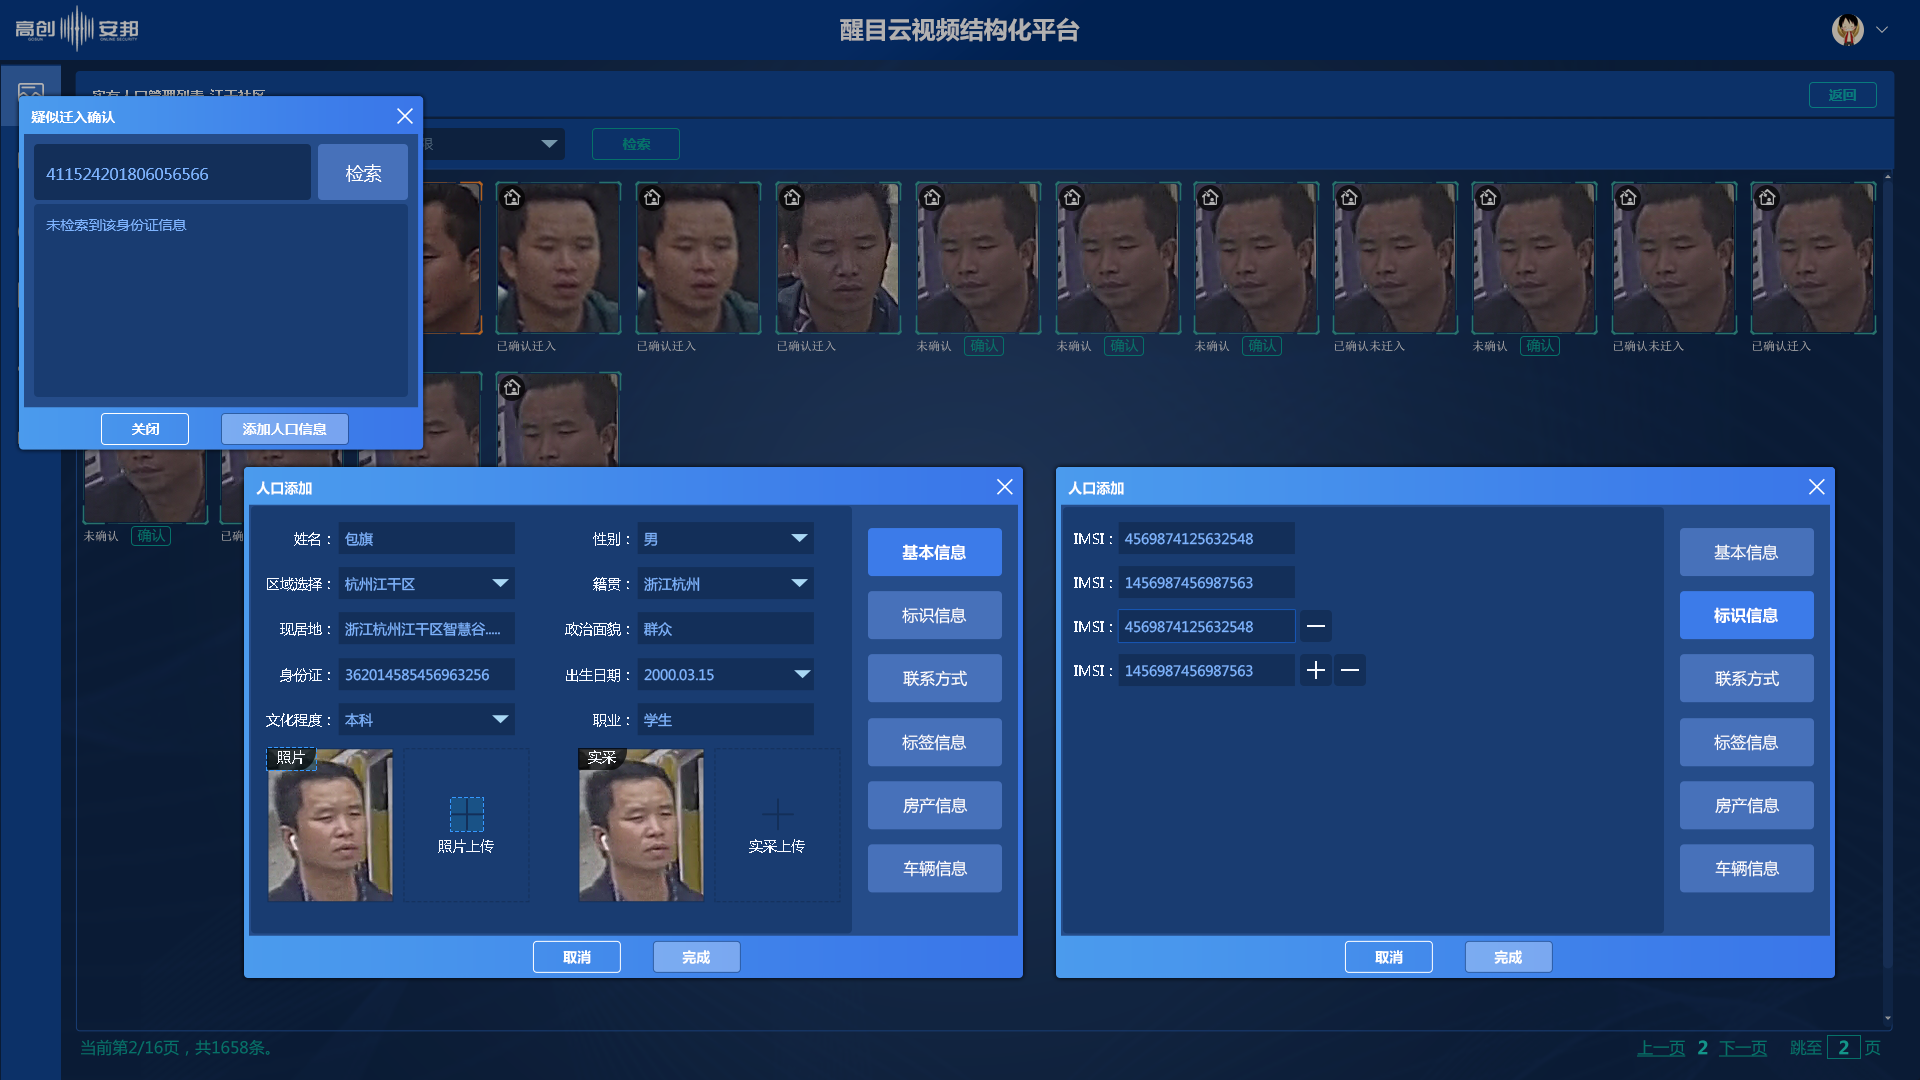 高创 安邦
醒目云视频结构化平台
实有人口管理列表-江干社区
返回
疑似迁入确认
411524201806056566
检索
未检索到该身份证信息
关闭
添加人口信息
限
检索
已确认迁入
已确认迁入
已确认迁入
未确认 确认
未确认 确认
未确认 确认
已确认未迁入
未确认 确认
已确认未迁入
已确认迁入
未确认 确认
已确
人口添加
姓名： 包旗
性别： 男
区域选择： 杭州江干区
籍贯： 浙江杭州
现居地： 浙江杭州江干区智慧谷.....
政治面貌： 群众
身份证： 362014585456963256
出生日期： 2000.03.15
文化程度： 本科
职业： 学生
照片
照片上传
实采
实采上传
基本信息
标识信息
联系方式
标签信息
房产信息
车辆信息
取消
完成
人口添加
IMSI： 4569874125632548
IMSI： 1456987456987563
IMSI： 4569874125632548
IMSI： 1456987456987563
基本信息
标识信息
联系方式
标签信息
房产信息
车辆信息
取消
完成
当前第2/16页，共1658条。
上一页 2 下一页 跳至 2 页